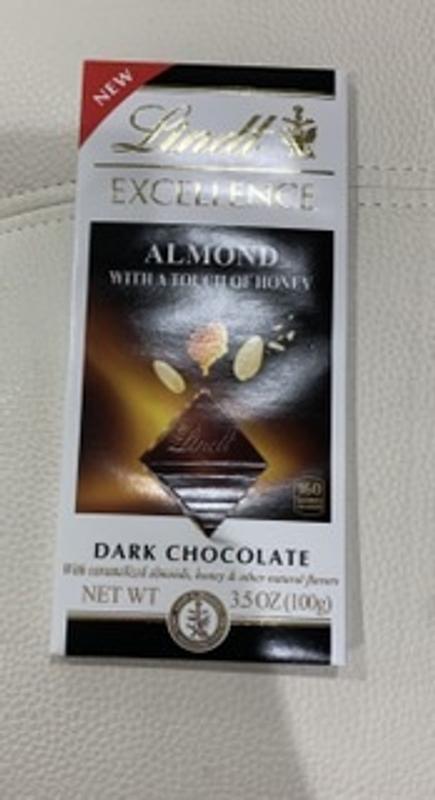 NEW
Lindt
EXCELLENCE
ALMOND
WITH A TOUCH OF HONEY
Lindt
160
DARK CHOCOLATE
With caramelized almonds, honey & other natural flavors
NET WT 3.5 OZ (100g)